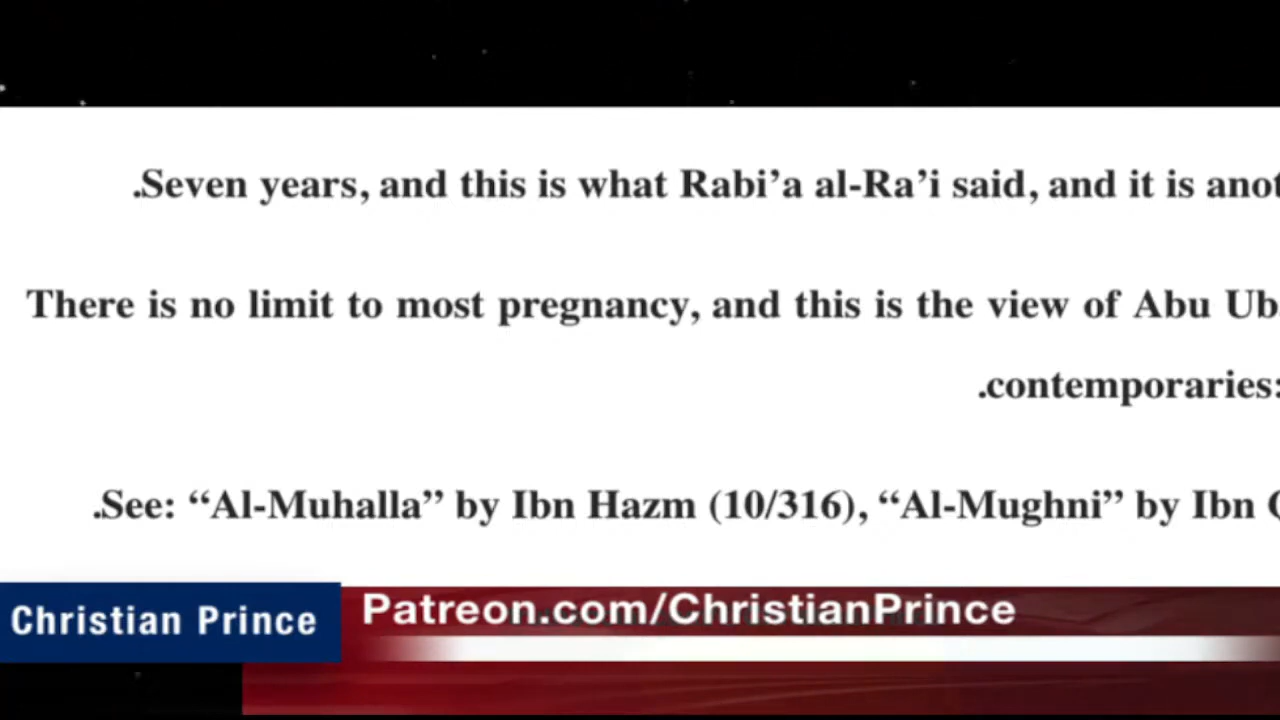 .Seven years, and this is what Rabi’a al-Ra’i said, and it is
There is no limit to most pregnancy, and this is the view of Abu
.contemporaries:
.See: “Al-Muhalla” by Ibn Hazm (10/316), “Al-Mughni” by Ibn
Christian Prince
Patreon.com/ChristianPrince